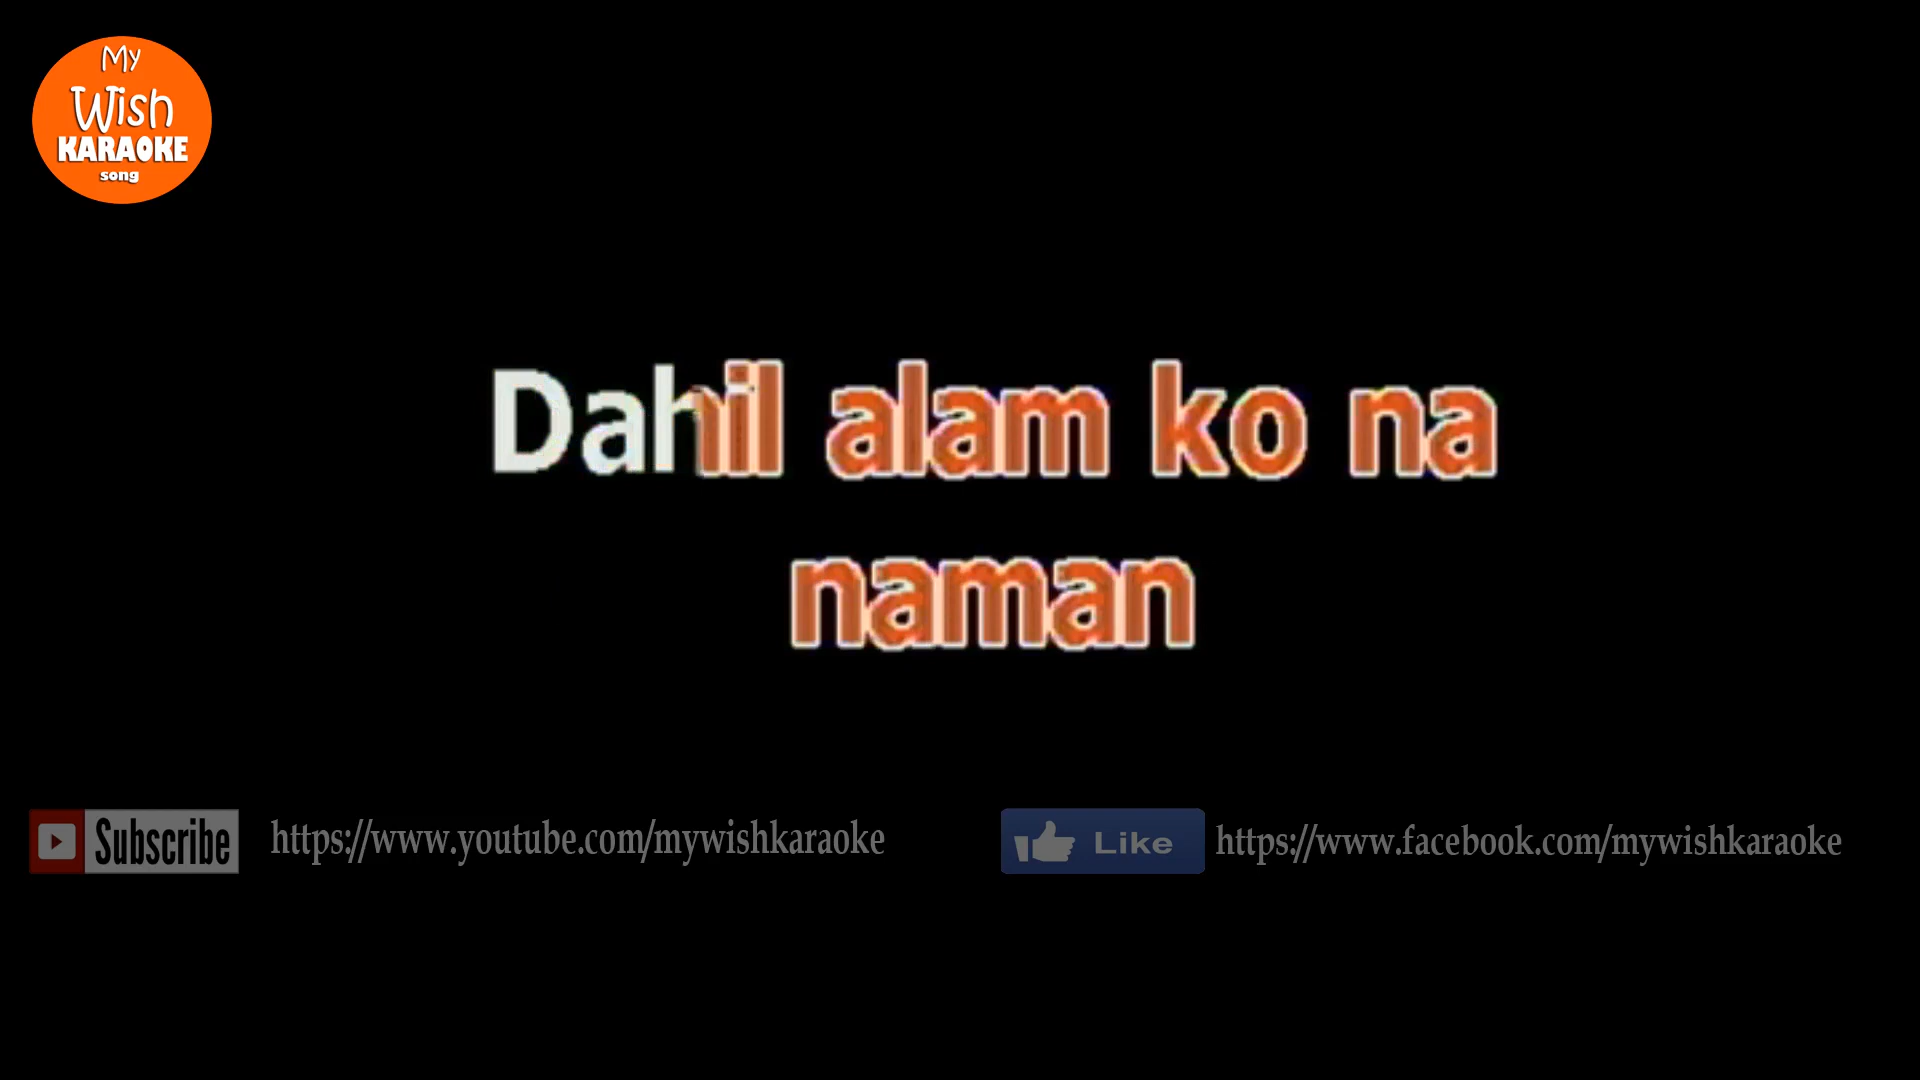 My
Wish
KARAOKE
song
Dahil alam ko na
naman
Subscribe https://www.youtube.com/mywishkaraoke Like https://www.facebook.com/mywishkaraoke